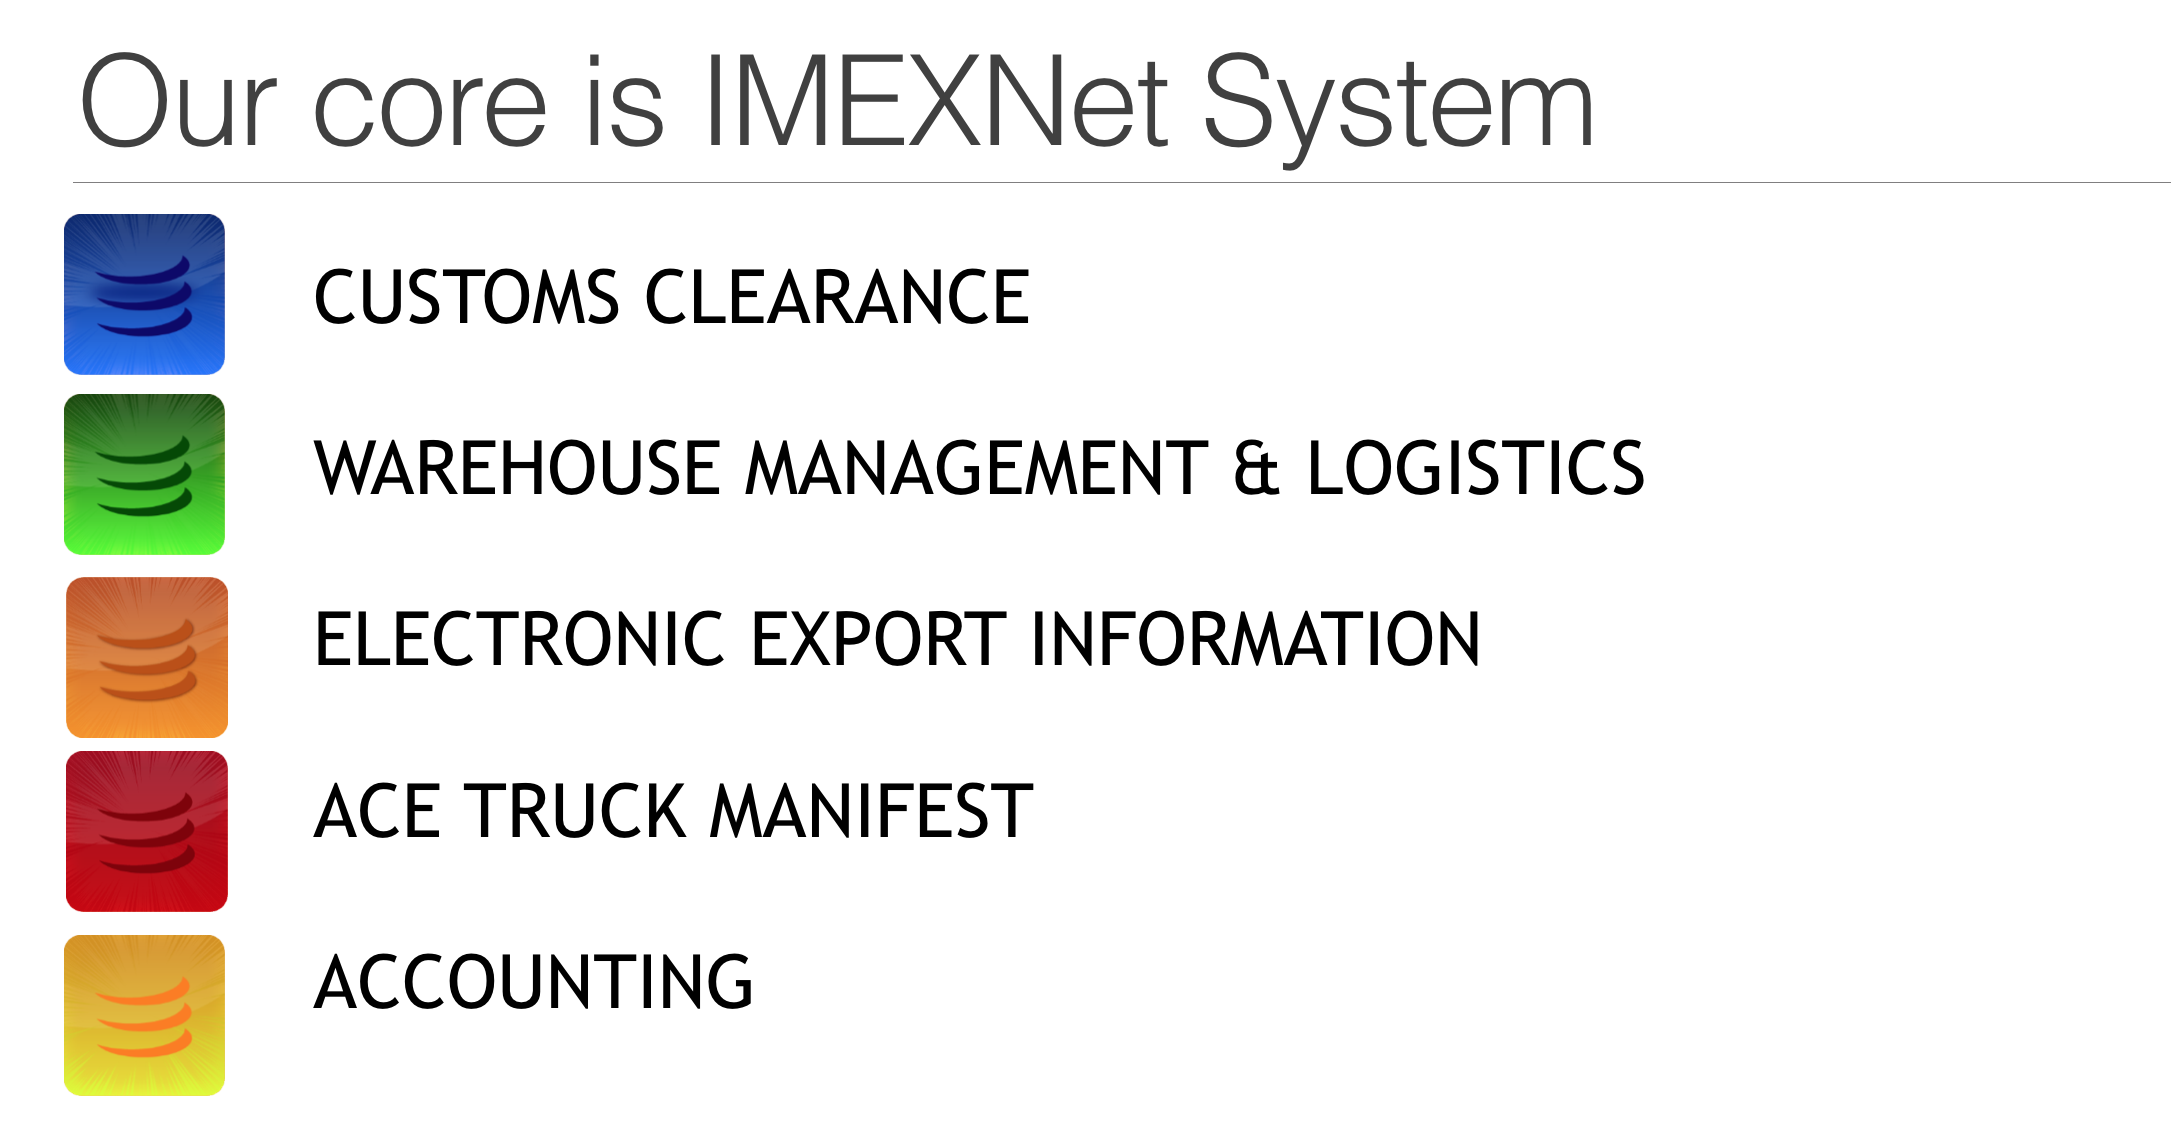 Our core is IMEXNet System
CUSTOMS CLEARANCE
WAREHOUSE MANAGEMENT & LOGISTICS
ELECTRONIC EXPORT INFORMATION
ACE TRUCK MANIFEST
ACCOUNTING